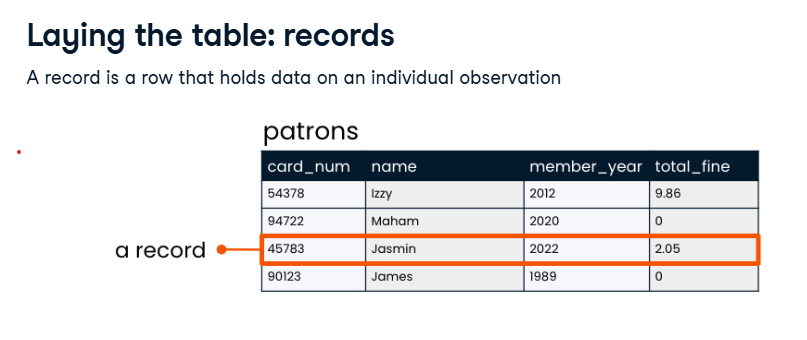 Laying the table: records
A record is a row that holds data on an individual observation
patrons
card_num name member_year total_fine
54378 Izzy 2012 9.86
94722 Maham 2020 0
a record 45783 Jasmin 2022 2.05
90123 James 1989 0